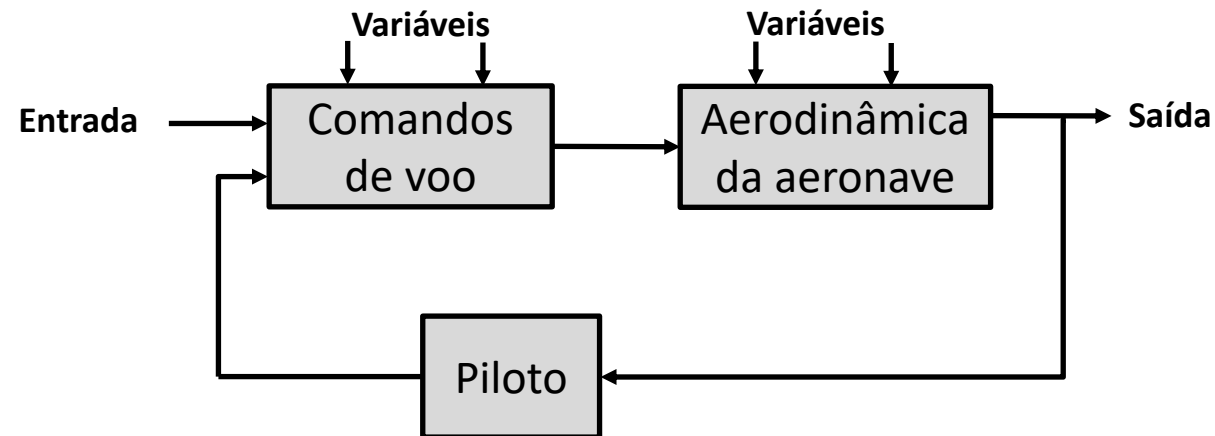 Variáveis
Variáveis
Entrada
Comandos
de voo
Aerodinâmica
da aeronave
Saída
Piloto